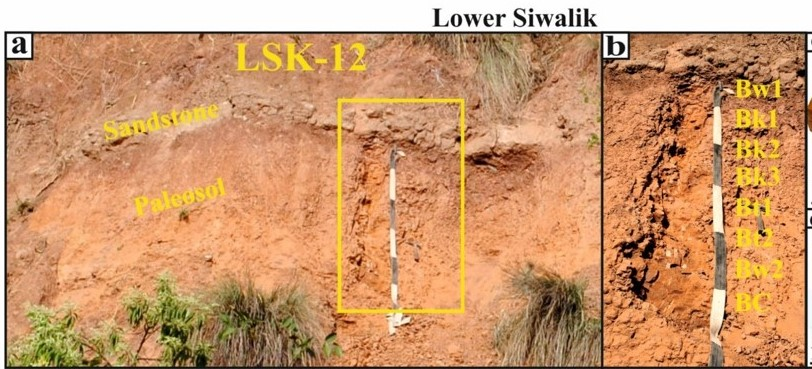 Lower Siwalik
a
LSK-12
Sandstone
Paleosol
b
Bw1
Bk1
Bk2
Bk3
Bt1
Bt2
Bw2
BC